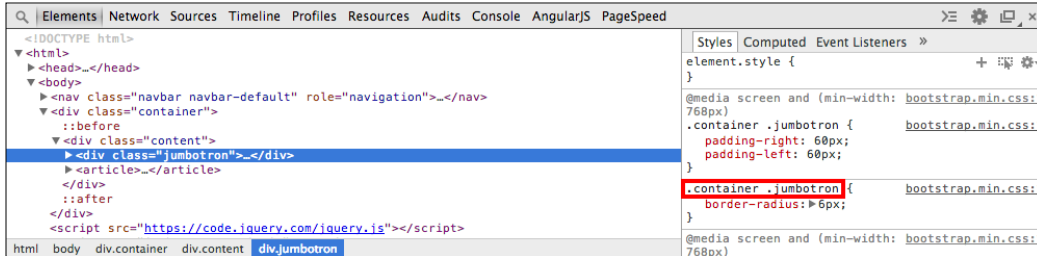 Elements Network Sources Timeline Profiles Resources Audits Console AngularJS PageSpeed
<!DOCTYPE html>
▼<html>
▶<head>…</head>
▼<body>
▶<nav class="navbar navbar-default" role="navigation">…</nav>
▼<div class="container">
::before
▼<div class="content">
▶<div class="jumbotron">…</div>
▶<article>…</article>
</div>
::after
</div>
<script src="https://code.jquery.com/jquery.js"></script>
html body div.container div.content div.jumbotron
Styles Computed Event Listeners »
element.style {
}
@media screen and (min-width: bootstrap.min.css:
768px)
.container .jumbotron { bootstrap.min.css:
padding-right: 60px;
padding-left: 60px;
}
.container .jumbotron { bootstrap.min.css:
border-radius:▶6px;
}
@media screen and (min-width: bootstrap.min.css:
768px)